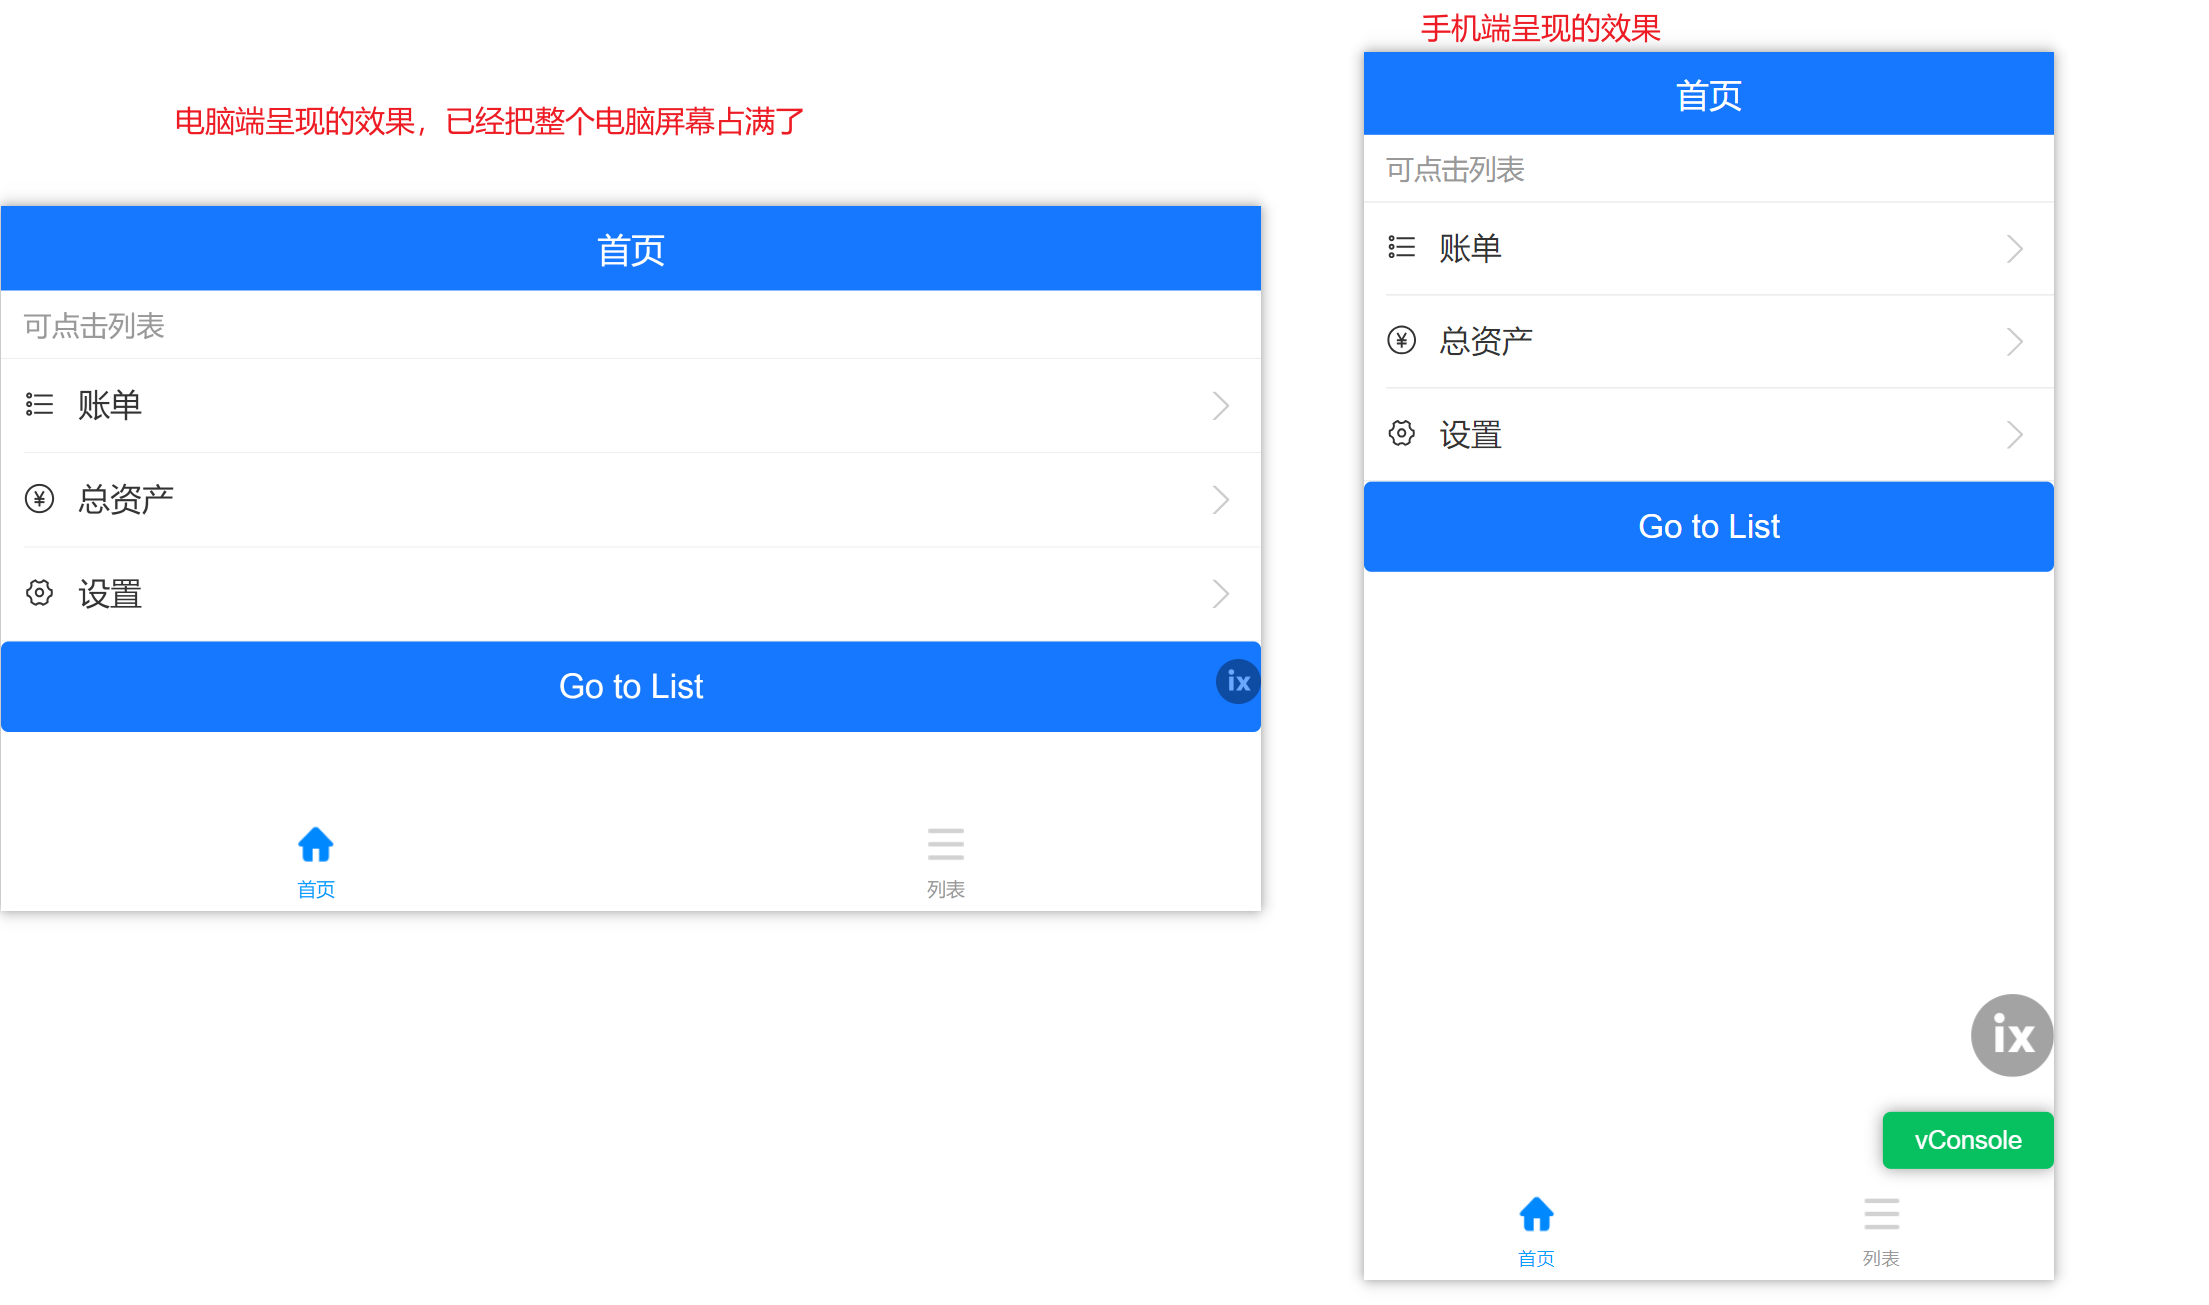 电脑端呈现的效果，已经把整个电脑屏幕占满了
首页
可点击列表
账单
总资产
设置
Go to List
ix
首页
列表
手机端呈现的效果
首页
可点击列表
账单
总资产
设置
Go to List
ix
vConsole
首页
列表